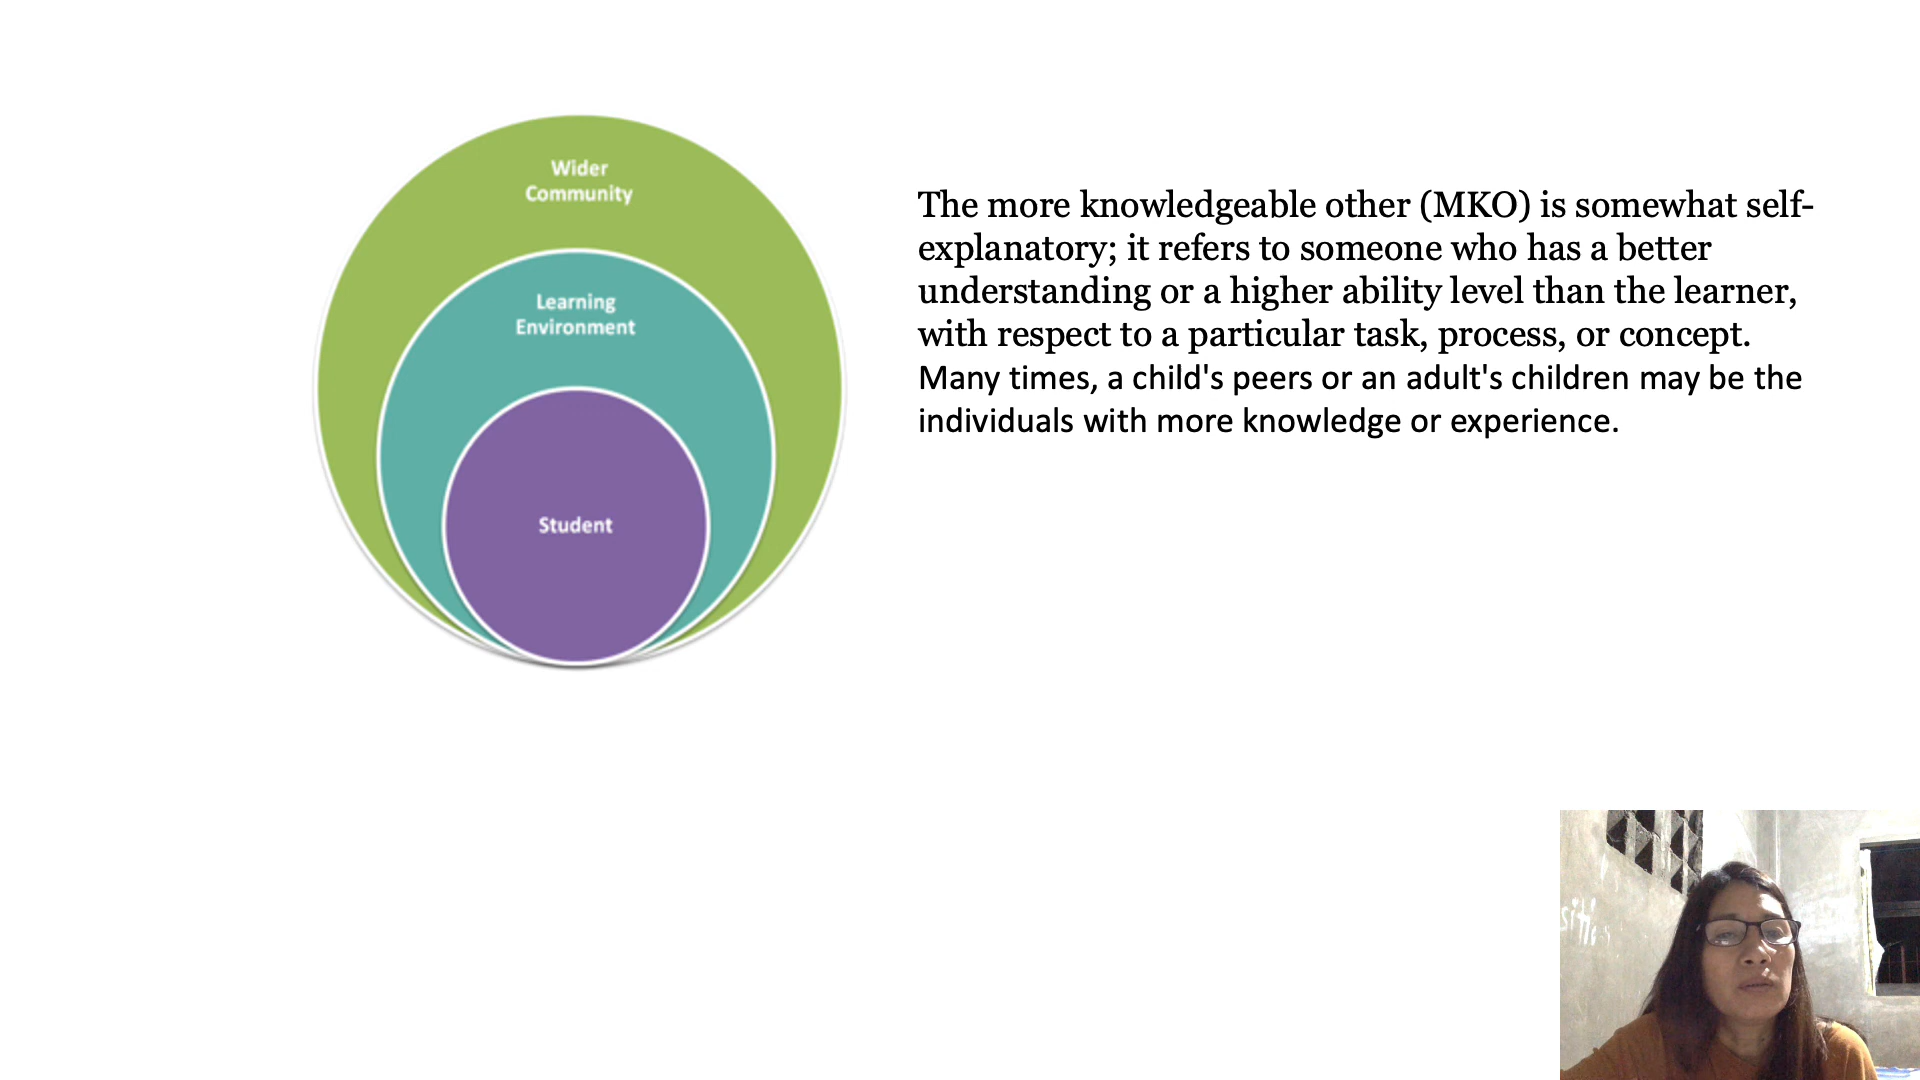 Wider
Community
Learning
Environment
Student
The more knowledgeable other (MKO) is somewhat self-
explanatory; it refers to someone who has a better
understanding or a higher ability level than the learner,
with respect to a particular task, process, or concept.
Many times, a child's peers or an adult's children may be the
individuals with more knowledge or experience.